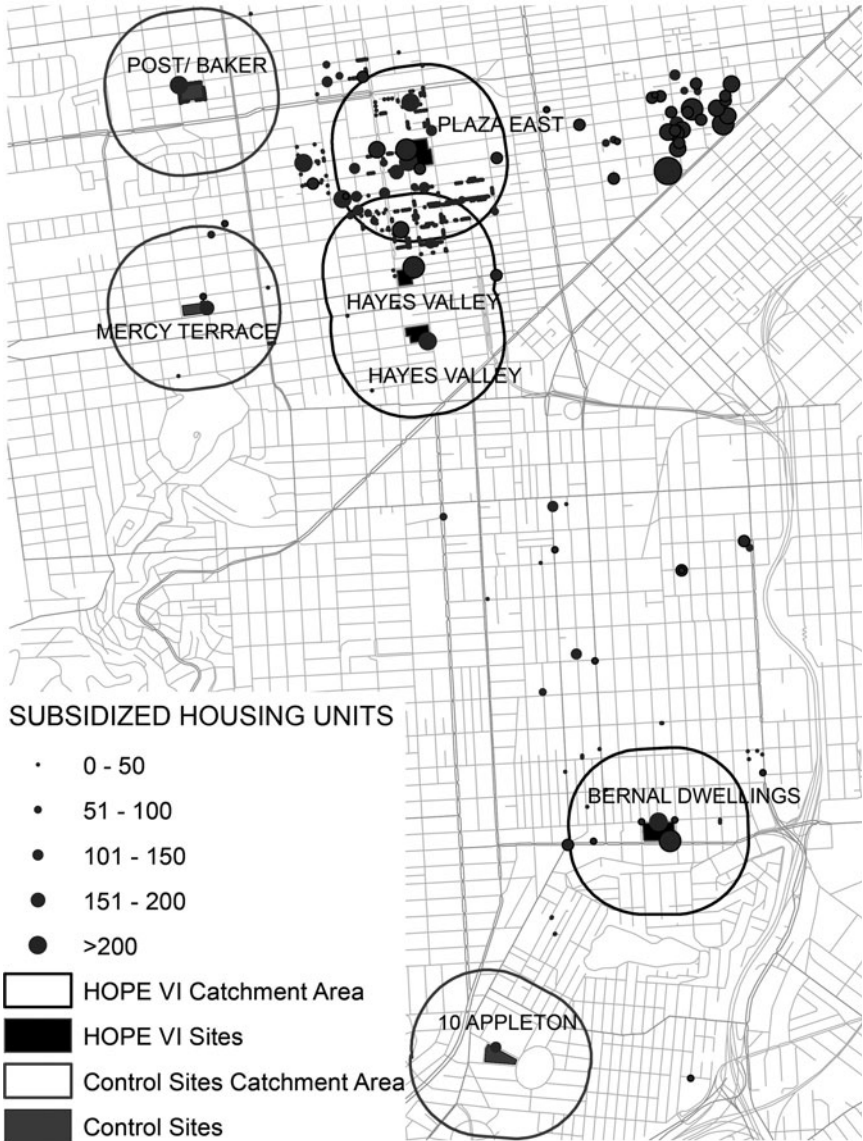 POST/ BAKER
PLAZA EAST
HAYES VALLEY
MERCY TERRACE
HAYES VALLEY
SUBSIDIZED HOUSING UNITS
0 - 50
51 - 100
101 - 150
151 - 200
>200
HOPE VI Catchment Area
HOPE VI Sites
Control Sites Catchment Area
Control Sites
BERNAL DWELLINGS
10 APPLETON